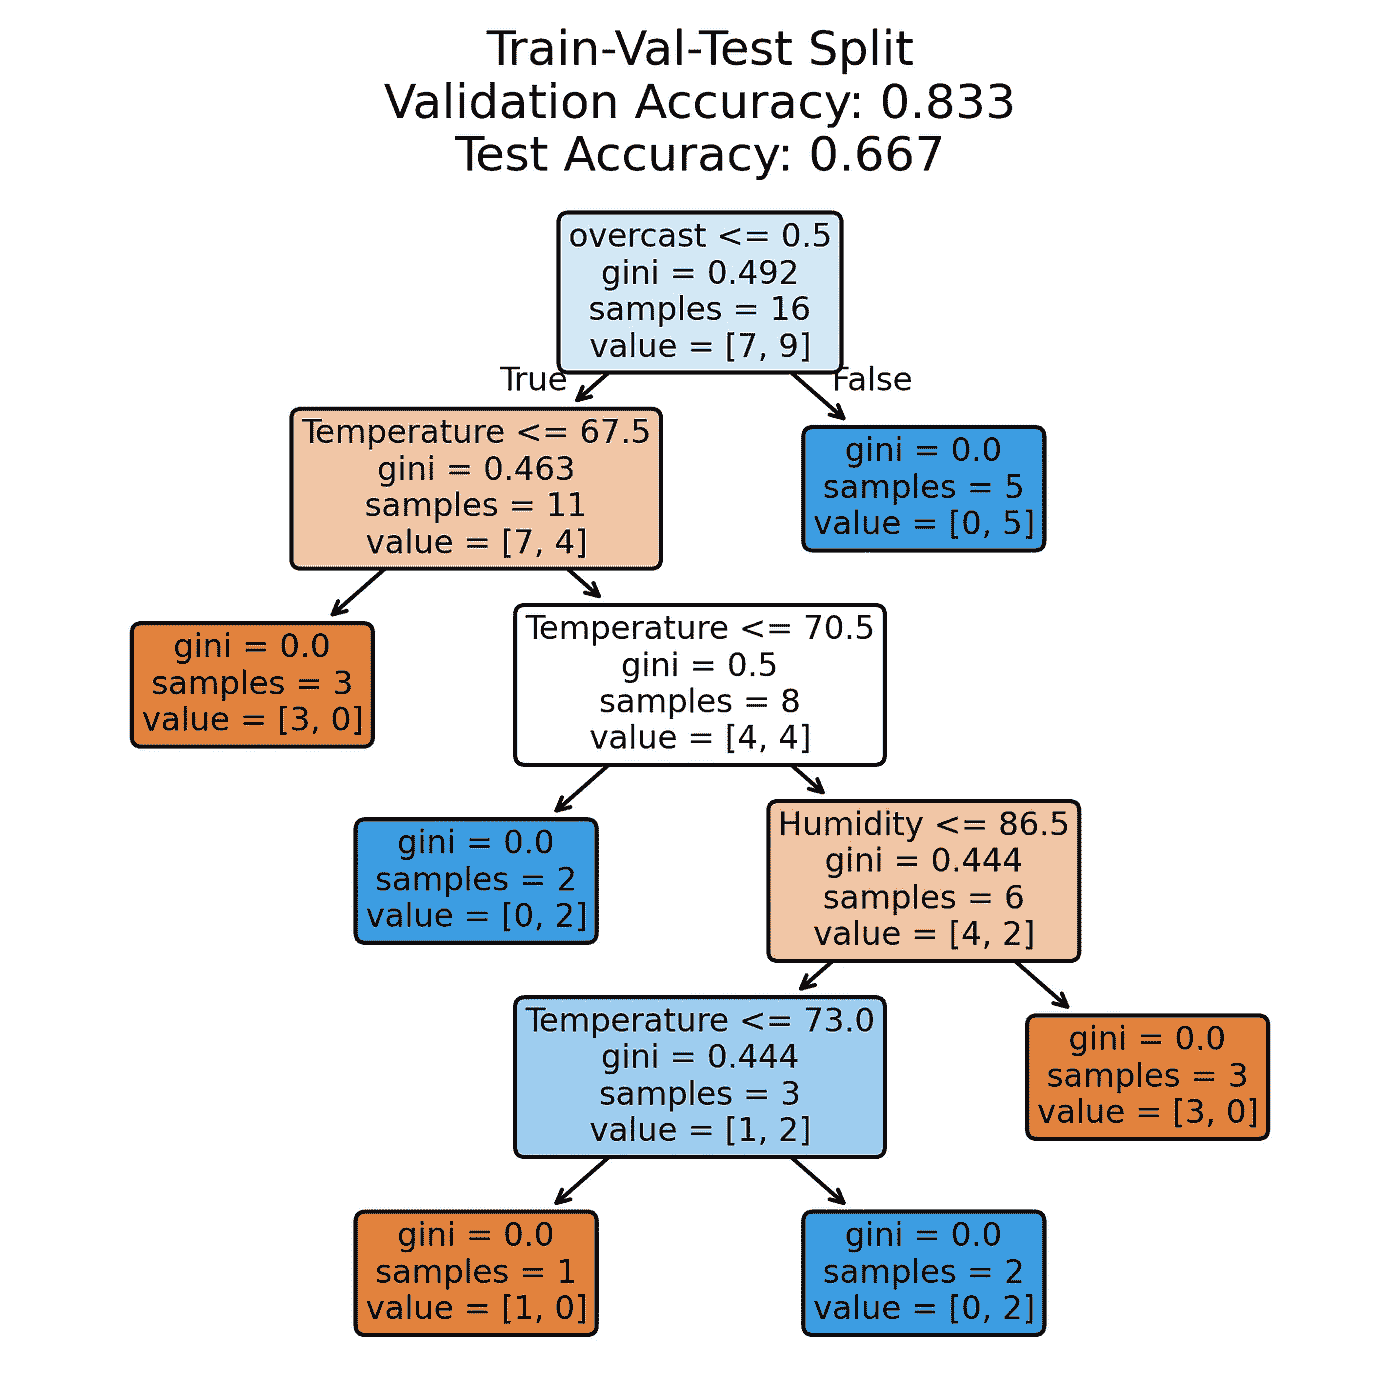 Train-Val-Test Split
Validation Accuracy: 0.833
Test Accuracy: 0.667
overcast <= 0.5
gini = 0.492
samples = 16
value = [7, 9]
True
False
Temperature <= 67.5
gini = 0.463
samples = 11
value = [7, 4]
gini = 0.0
samples = 5
value = [0, 5]
gini = 0.0
samples = 3
value = [3, 0]
Temperature <= 70.5
gini = 0.5
samples = 8
value = [4, 4]
gini = 0.0
samples = 2
value = [0, 2]
Humidity <= 86.5
gini = 0.444
samples = 6
value = [4, 2]
Temperature <= 73.0
gini = 0.444
samples = 3
value = [1, 2]
gini = 0.0
samples = 3
value = [3, 0]
gini = 0.0
samples = 1
value = [1, 0]
gini = 0.0
samples = 2
value = [0, 2]